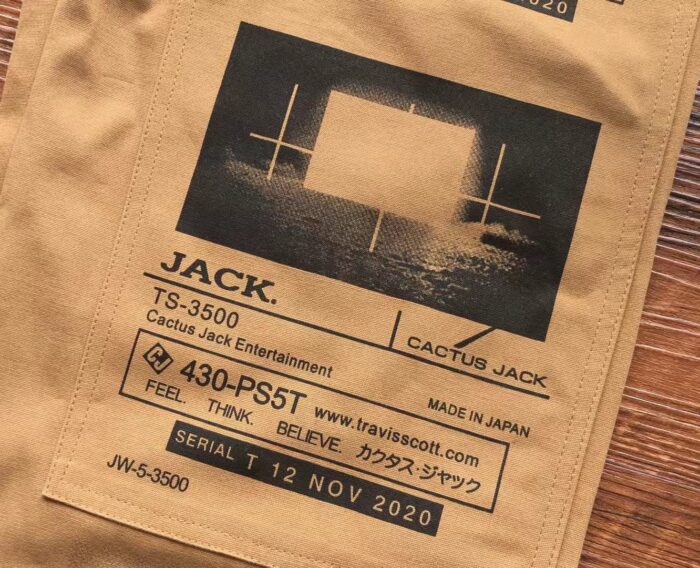 2020
JACK.
TS-3500
Cactus Jack Entertainment
CACTUS JACK
MADE IN JAPAN
430-PS5T www.travisscott.com
FEEL. THINK. BELIEVE. カクタス・ジャック
SERIAL T 12 NOV 2020
JW-5-3500